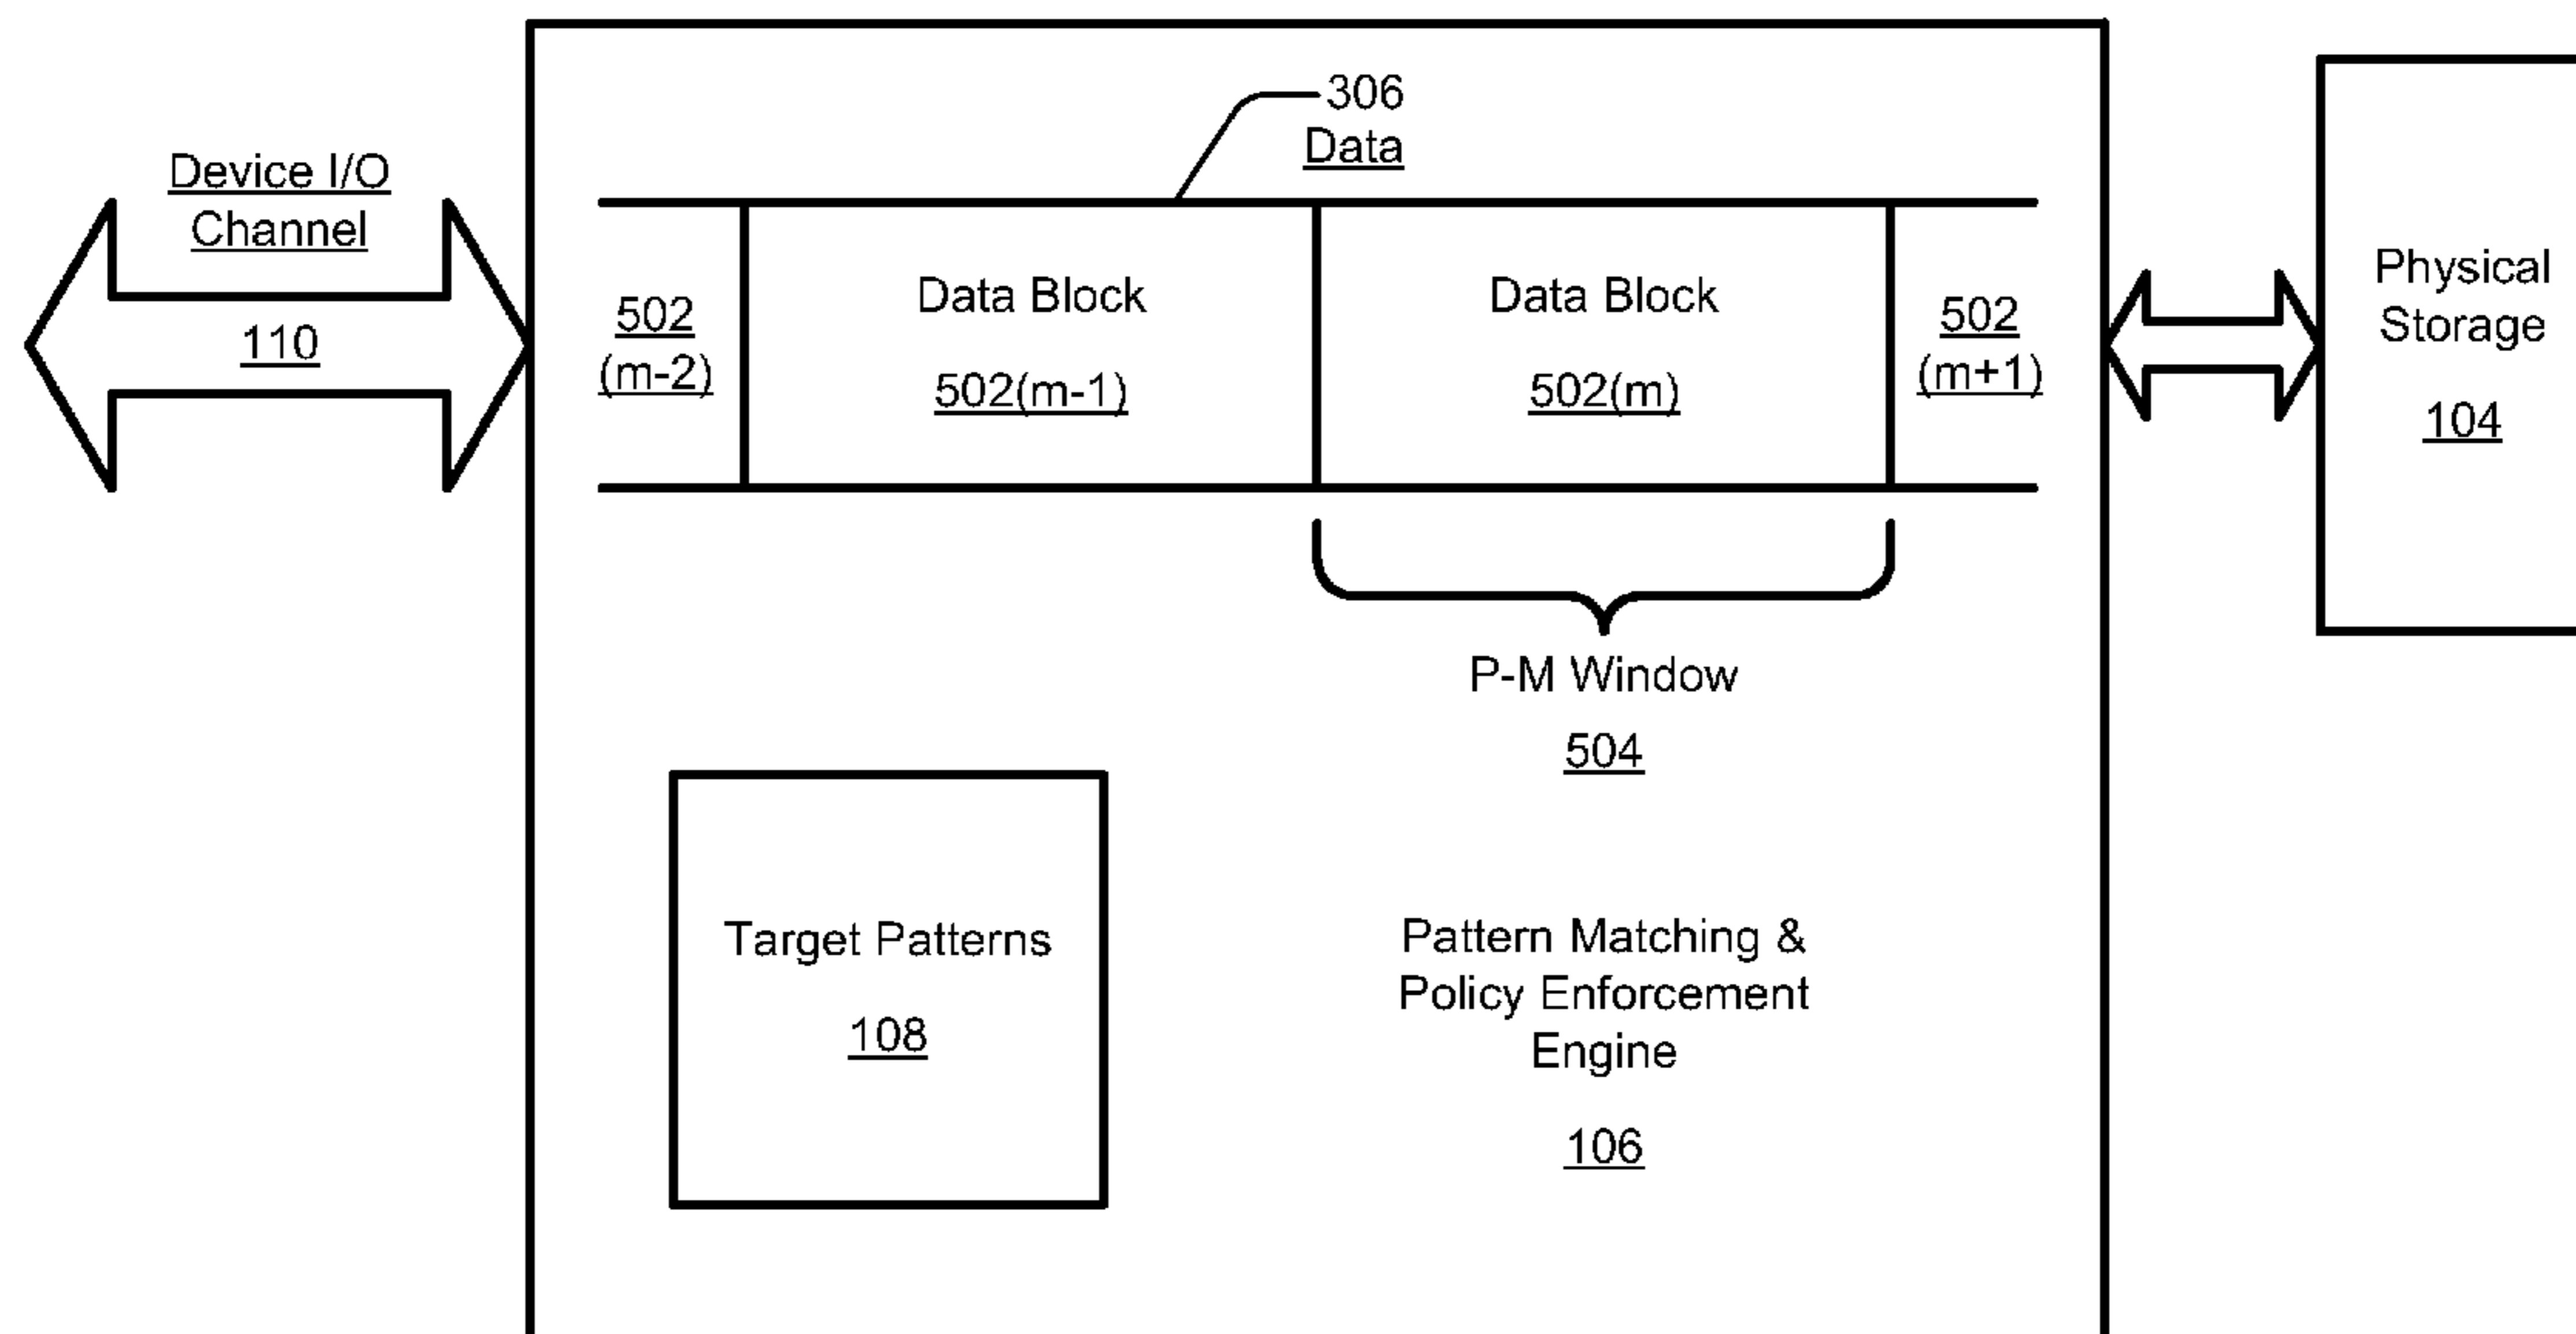 306
Data
Device I/O
Channel
110
502
(m-2)
Data Block
502(m-1)
Data Block
502(m)
502
(m+1)
Physical
Storage
104
P-M Window
504
Target Patterns
108
Pattern Matching &
Policy Enforcement
Engine
106